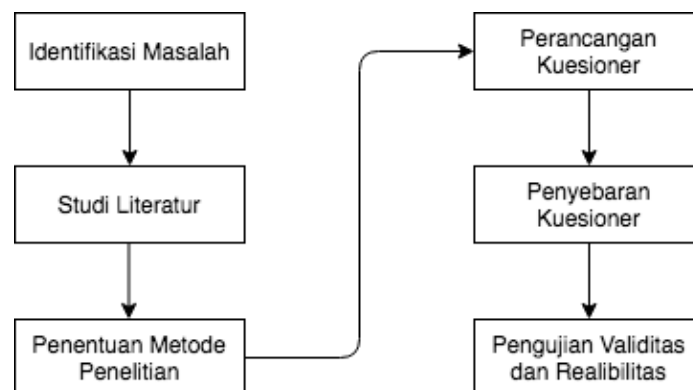 Identifikasi Masalah
Studi Literatur
Penentuan Metode
Penelitian
Perancangan
Kuesioner
Penyebaran
Kuesioner
Pengujian Validitas
dan Realibilitas